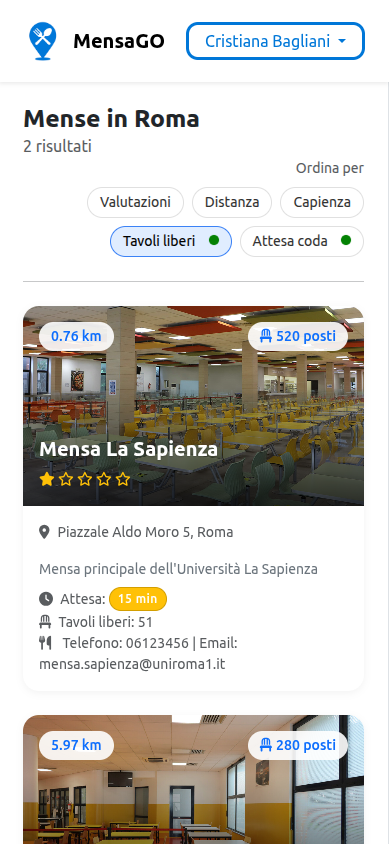 MensaGO
Cristiana Bagliani
Mense in Roma
2 risultati
Ordina per
Valutazioni
Distanza
Capienza
Tavoli liberi
Attesa coda
0.76 km
520 posti
Mensa La Sapienza
Piazzale Aldo Moro 5, Roma
Mensa principale dell'Università La Sapienza
Attesa: 15 min
Tavoli liberi: 51
Telefono: 06123456 | Email:
mensa.sapienza@uniroma1.it
5.97 km
280 posti